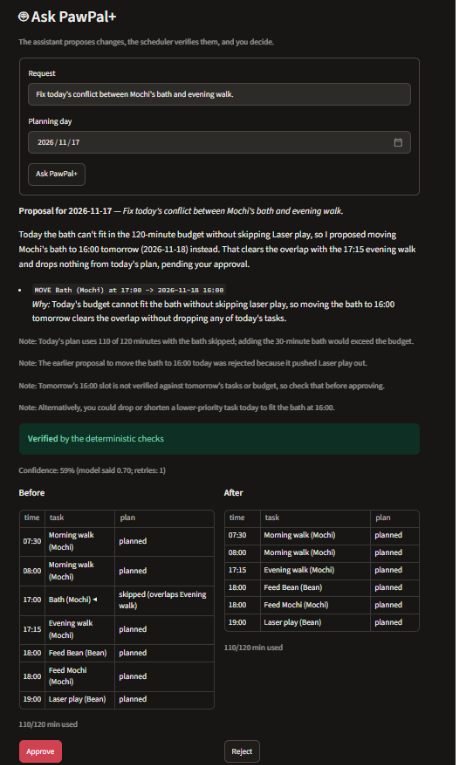 Ask PawPal+
The assistant proposes changes, the scheduler verifies them, and you decide.
Request
Fix today's conflict between Mochi's bath and evening walk.
Planning day
2026/11/17
Ask PawPal+
Proposal for 2026-11-17 — Fix today's conflict between Mochi's bath and evening walk.
Today the bath can't fit in the 120-minute budget without skipping Laser play, so I proposed moving
Mochi's bath to 16:00 tomorrow (2026-11-18) instead. That clears the overlap with the 17:15 evening walk
and drops nothing from today's plan, pending your approval.
• MOVE Bath (Mochi) at 17:00 -> 2026-11-18 16:00
Why: Today's budget cannot fit the bath without skipping laser play, so moving the bath to 16:00
tomorrow clears the overlap without dropping any of today's tasks.
Note: Today's plan uses 110 of 120 minutes with the bath skipped; adding the 30-minute bath would exceed the budget.
Note: The earlier proposal to move the bath to 16:00 today was rejected because it pushed Laser play out.
Note: Tomorrow's 16:00 slot is not verified against tomorrow's tasks or budget, so check that before approving.
Note: Alternatively, you could drop or shorten a lower-priority task today to fit the bath at 16:00.
Verified by the deterministic checks
Confidence: 59% (model said 0.70; retries: 1)
Before
time task plan
07:30 Morning walk (Mochi) planned
08:00 Morning walk (Mochi) planned
17:00 Bath (Mochi) ◄ skipped (overlaps Evening walk)
17:15 Evening walk (Mochi) planned
18:00 Feed Bean (Bean) planned
18:00 Feed Mochi (Mochi) planned
19:00 Laser play (Bean) planned
110/120 min used
After
time task plan
07:30 Morning walk (Mochi) planned
08:00 Morning walk (Mochi) planned
17:15 Evening walk (Mochi) planned
18:00 Feed Bean (Bean) planned
18:00 Feed Mochi (Mochi) planned
19:00 Laser play (Bean) planned
110/120 min used
Approve
Reject